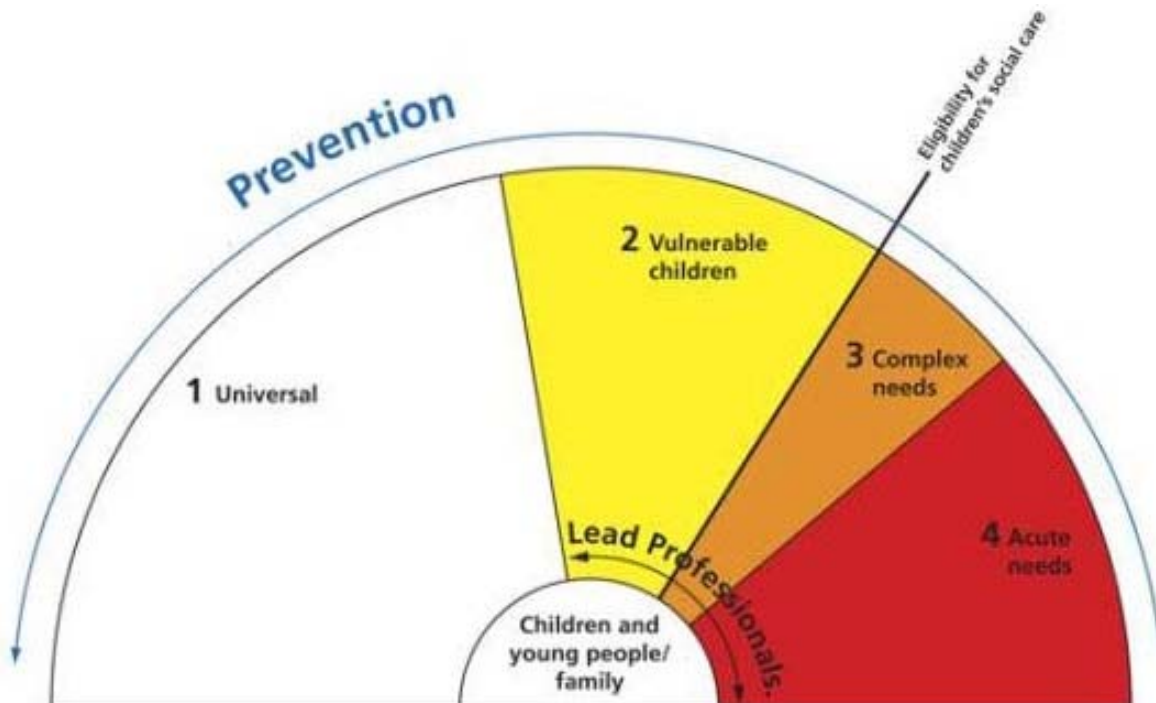 Prevention
Eligibility for
children's social care
1 Universal
2 Vulnerable
children
3 Complex
needs
4 Acute
needs
Lead Professionals.
Children and
young people/
family